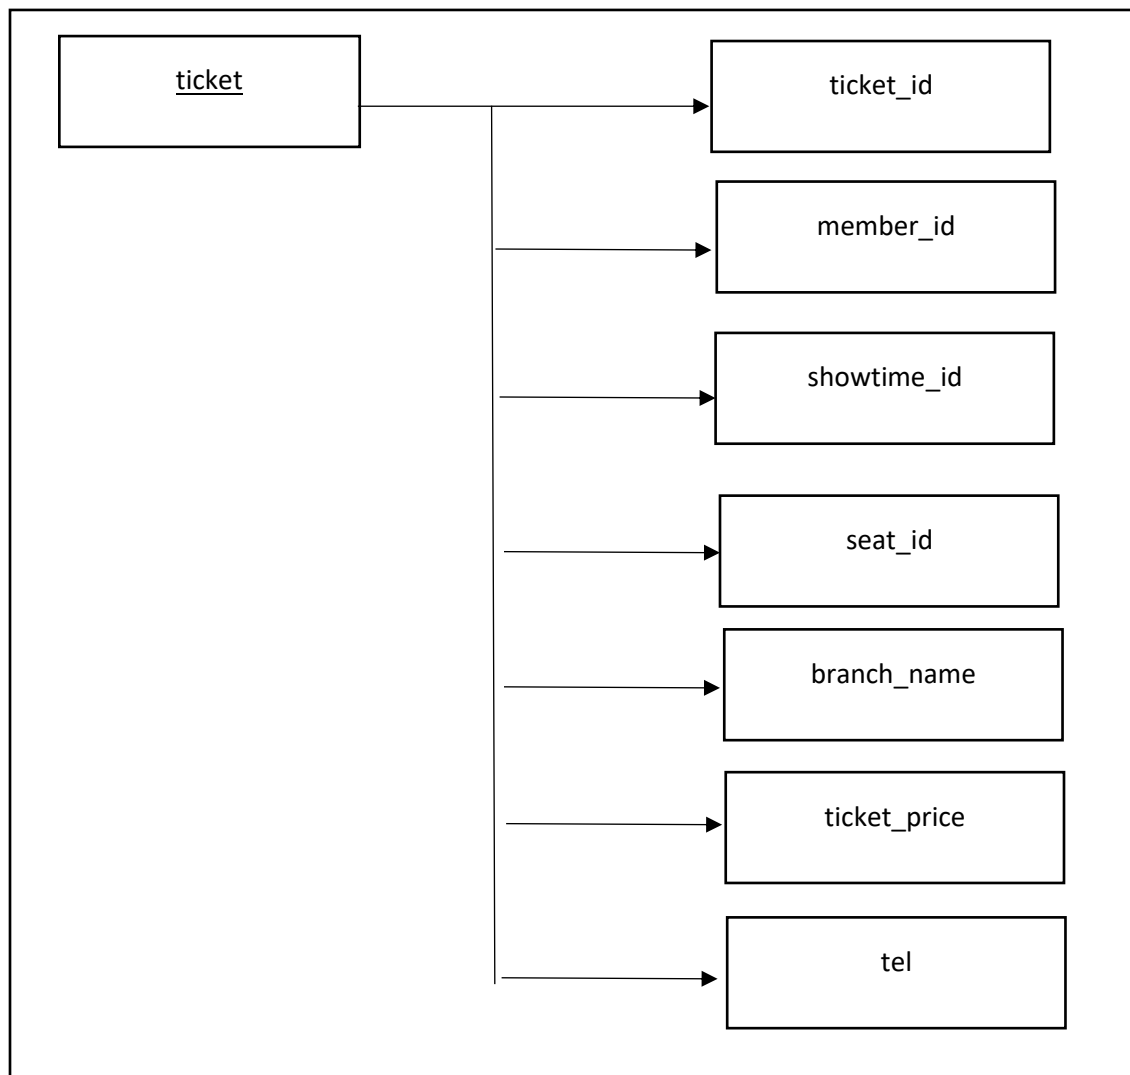 ticket
ticket_id
member_id
showtime_id
seat_id
branch_name
ticket_price
tel